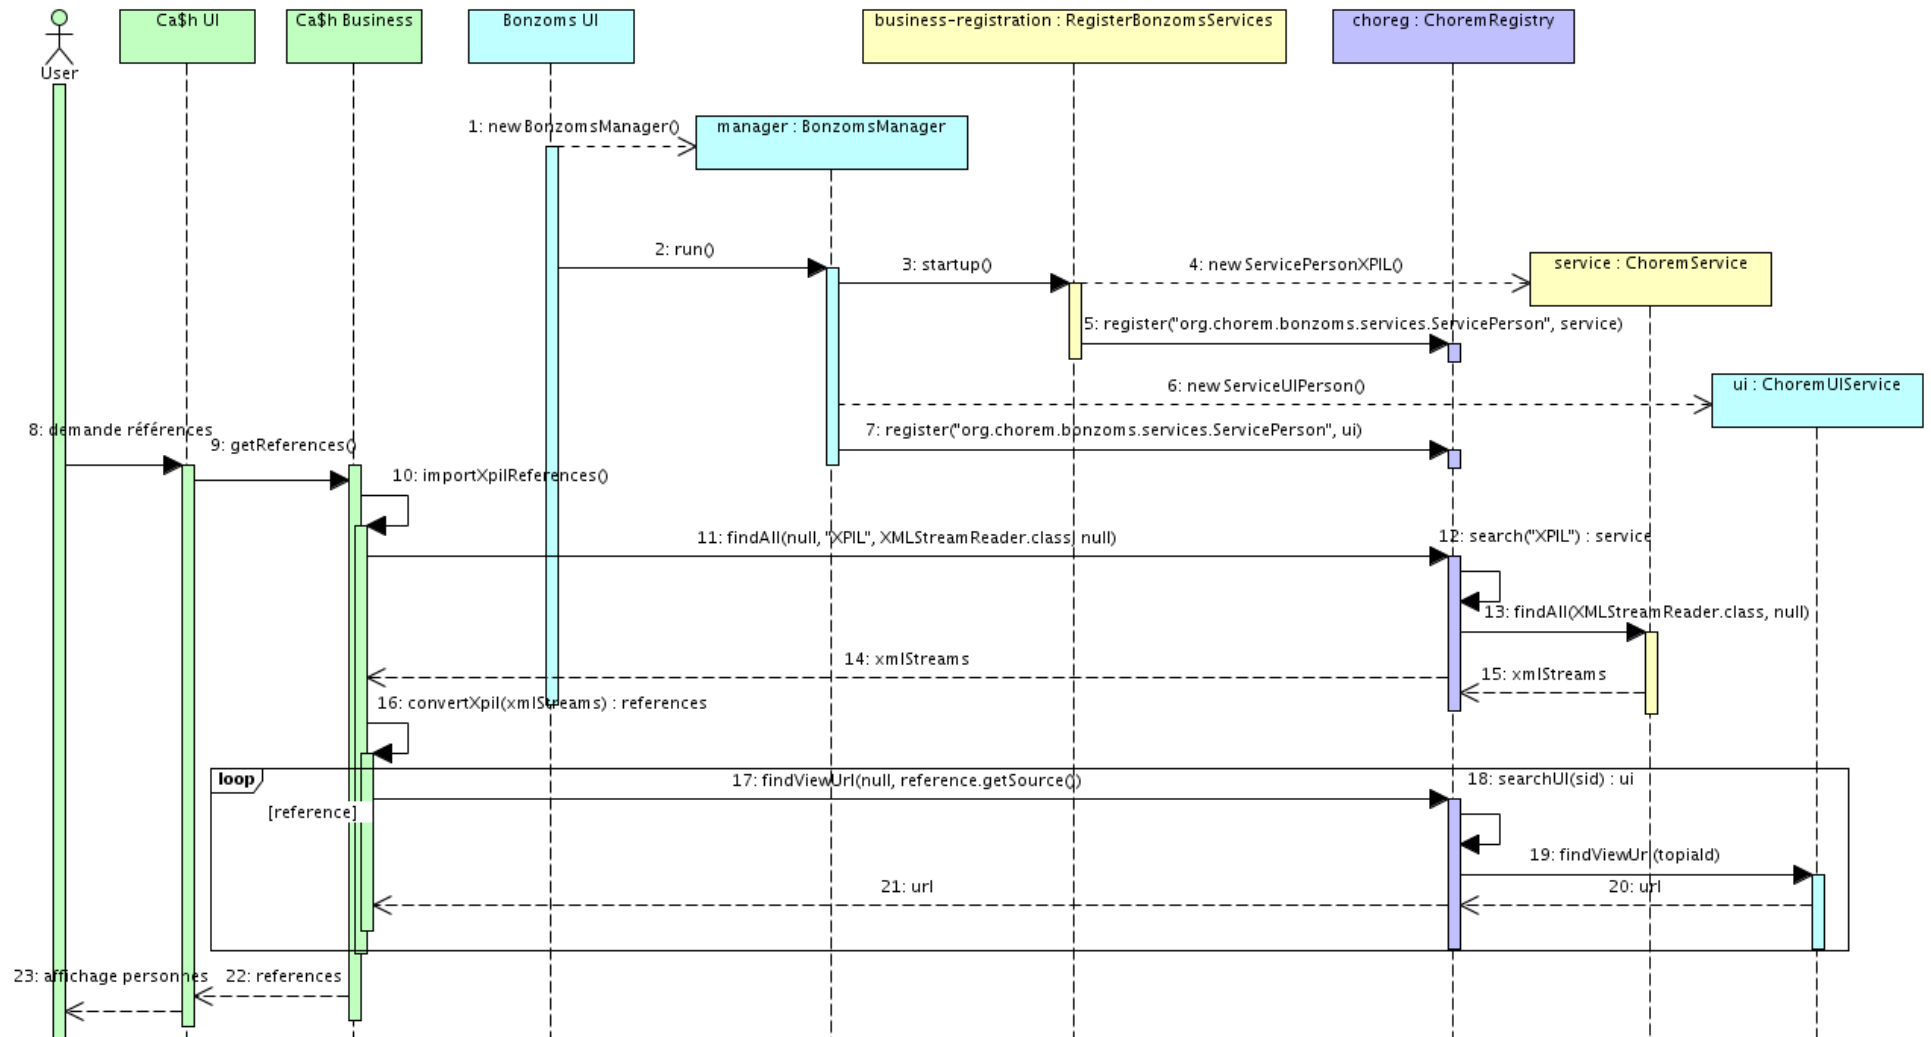 Ca$h UI
Ca$h Business
Bonzoms UI
business-registration : RegisterBonzomsServices
choreg : ChoremRegistry
User
1: new BonzomsManager()
manager : BonzomsManager
2: run()
3: startup()
4: new ServicePersonXPIL()
service : ChoremService
5: register("org.chorem.bonzoms.services.ServicePerson", service)
6: new ServiceUIPerson()
ui : ChoremUIService
8: demande références
7: register("org.chorem.bonzoms.services.ServicePerson", ui)
9: getReferences()
10: importXpilReferences()
11: findAll(null, "XPIL", XMLStreamReader.class, null)
12: search("XPIL") : service
13: findAll(XMLStreamReader.class, null)
14: xmlStreams
15: xmlStreams
16: convertXpil(xmlStreams) : references
loop
17: findViewUrl(null, reference.getSource())
18: searchUI(sid) : ui
[reference]
19: findViewUrl(topiaId)
21: url
20: url
23: affichage personnes
22: references